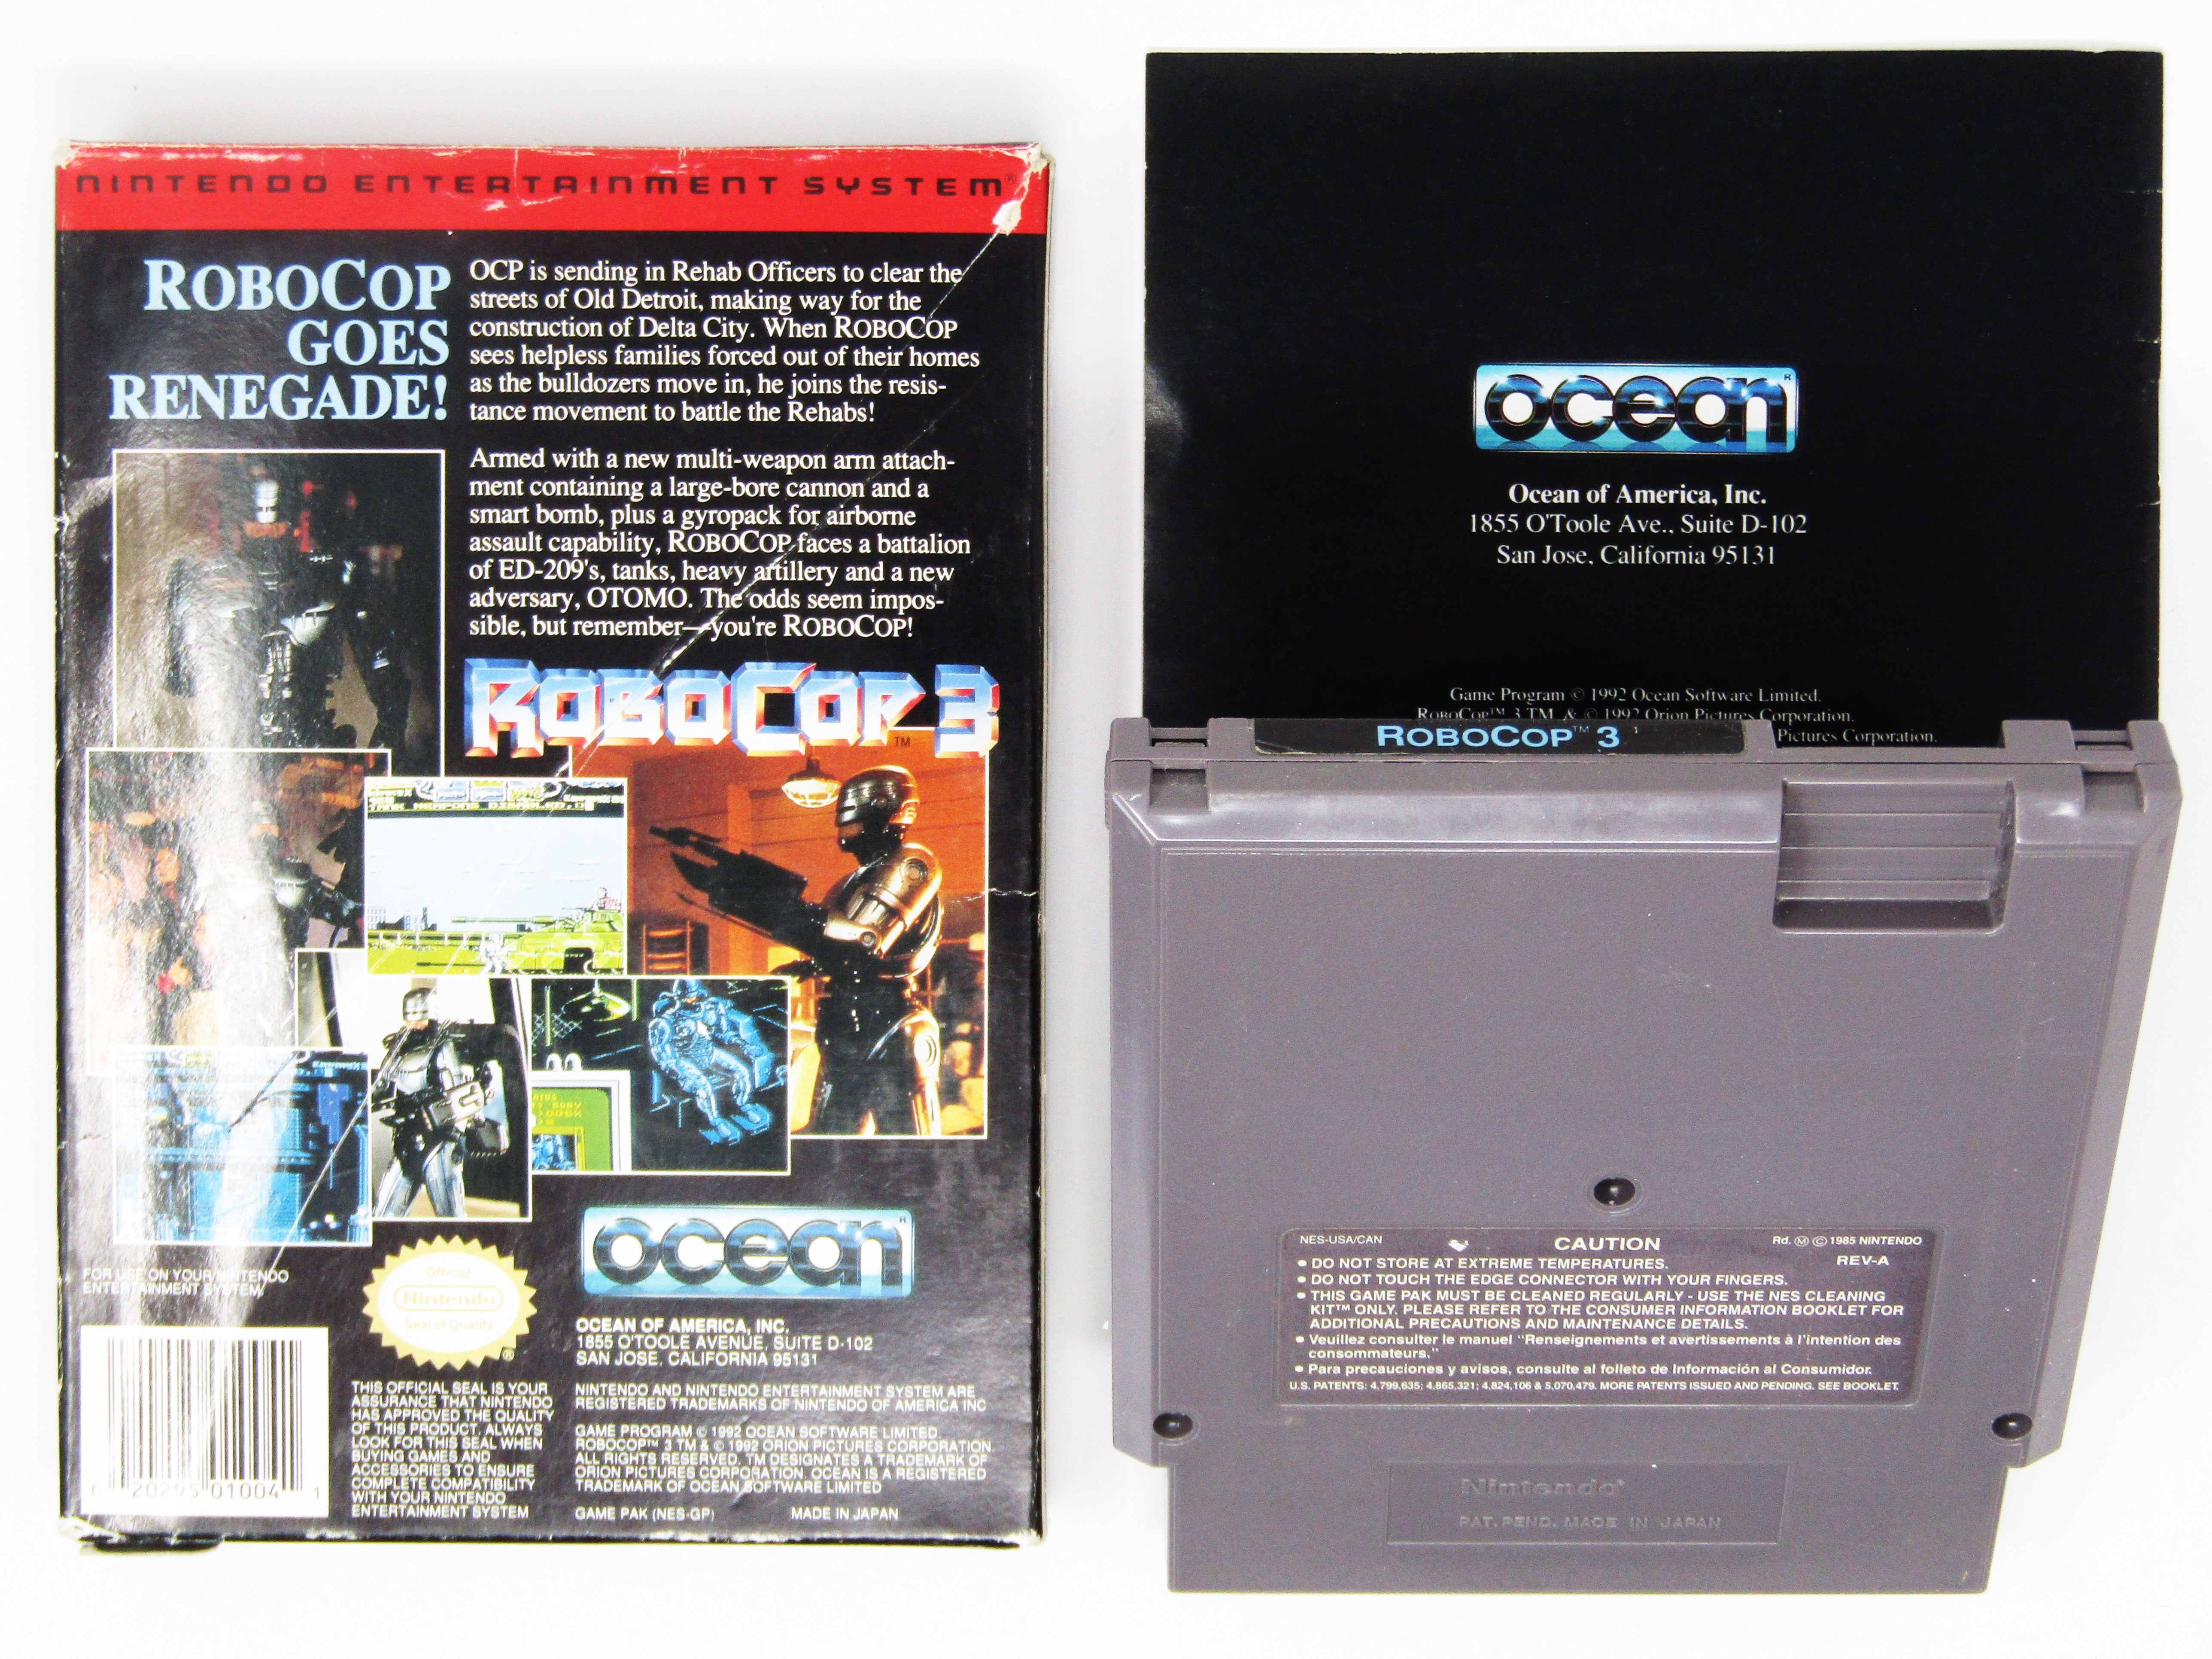 NINTENDO ENTERTAINMENT SYSTEM®
ROBOCOP
GOES
RENEGADE!
OCP is sending in Rehab Officers to clear the
streets of Old Detroit, making way for the
construction of Delta City. When ROBOCOP
sees helpless families forced out of their homes
as the bulldozers move in, he joins the resis-
tance movement to battle the Rehabs!
Armed with a new multi-weapon arm attach-
ment containing a large-bore cannon and a
smart bomb, plus a gyropack for airborne
assault capability, ROBOCOP faces a battalion
of ED-209's, tanks, heavy artillery and a new
adversary, OTOMO. The odds seem impos-
sible, but remember—you're ROBOCOP!
ROBOCOP 3
TM
TANK WEAPONS DISABLED
ocean®
FOR USE ON YOUR NINTENDO
ENTERTAINMENT SYSTEM.
Official
Nintendo
Seal of Quality
®
OCEAN OF AMERICA, INC.
1855 O'TOOLE AVENUE, SUITE D-102
SAN JOSE, CALIFORNIA 95131
THIS OFFICIAL SEAL IS YOUR
ASSURANCE THAT NINTENDO
HAS APPROVED THE QUALITY
OF THIS PRODUCT. ALWAYS
LOOK FOR THIS SEAL WHEN
BUYING GAMES AND
ACCESSORIES TO ENSURE
COMPLETE COMPATIBILITY
WITH YOUR NINTENDO
ENTERTAINMENT SYSTEM
NINTENDO AND NINTENDO ENTERTAINMENT SYSTEM ARE
REGISTERED TRADEMARKS OF NINTENDO OF AMERICA INC
GAME PROGRAM © 1992 OCEAN SOFTWARE LIMITED.
ROBOCOP™ 3 TM & © 1992 ORION PICTURES CORPORATION.
ALL RIGHTS RESERVED. TM DESIGNATES A TRADEMARK OF
ORION PICTURES CORPORATION. OCEAN IS A REGISTERED
TRADEMARK OF OCEAN SOFTWARE LIMITED
GAME PAK (NES-GP) MADE IN JAPAN
0 20295 01004 1
ocean®
Ocean of America, Inc.
1855 O'Toole Ave., Suite D-102
San Jose, California 95131
Game Program © 1992 Ocean Software Limited.
ROBOCOP™ 3 TM & © 1992 Orion Pictures Corporation.
Pictures Corporation.
ROBOCOP™ 3
NES-USA/CAN CAUTION Rd. Ⓜ © 1985 NINTENDO
REV-A
• DO NOT STORE AT EXTREME TEMPERATURES.
• DO NOT TOUCH THE EDGE CONNECTOR WITH YOUR FINGERS.
• THIS GAME PAK MUST BE CLEANED REGULARLY - USE THE NES CLEANING
KIT™ ONLY. PLEASE REFER TO THE CONSUMER INFORMATION BOOKLET FOR
ADDITIONAL PRECAUTIONS AND MAINTENANCE DETAILS.
• Veuillez consulter le manuel "Renseignements et avertissements à l'intention des
consommateurs."
• Para precauciones y avisos, consulte al folleto de Información al Consumidor.
U.S. PATENTS: 4,799,635; 4,865,321; 4,824,106 & 5,070,479. MORE PATENTS ISSUED AND PENDING. SEE BOOKLET.
Nintendo®
PAT. PEND. MADE IN JAPAN